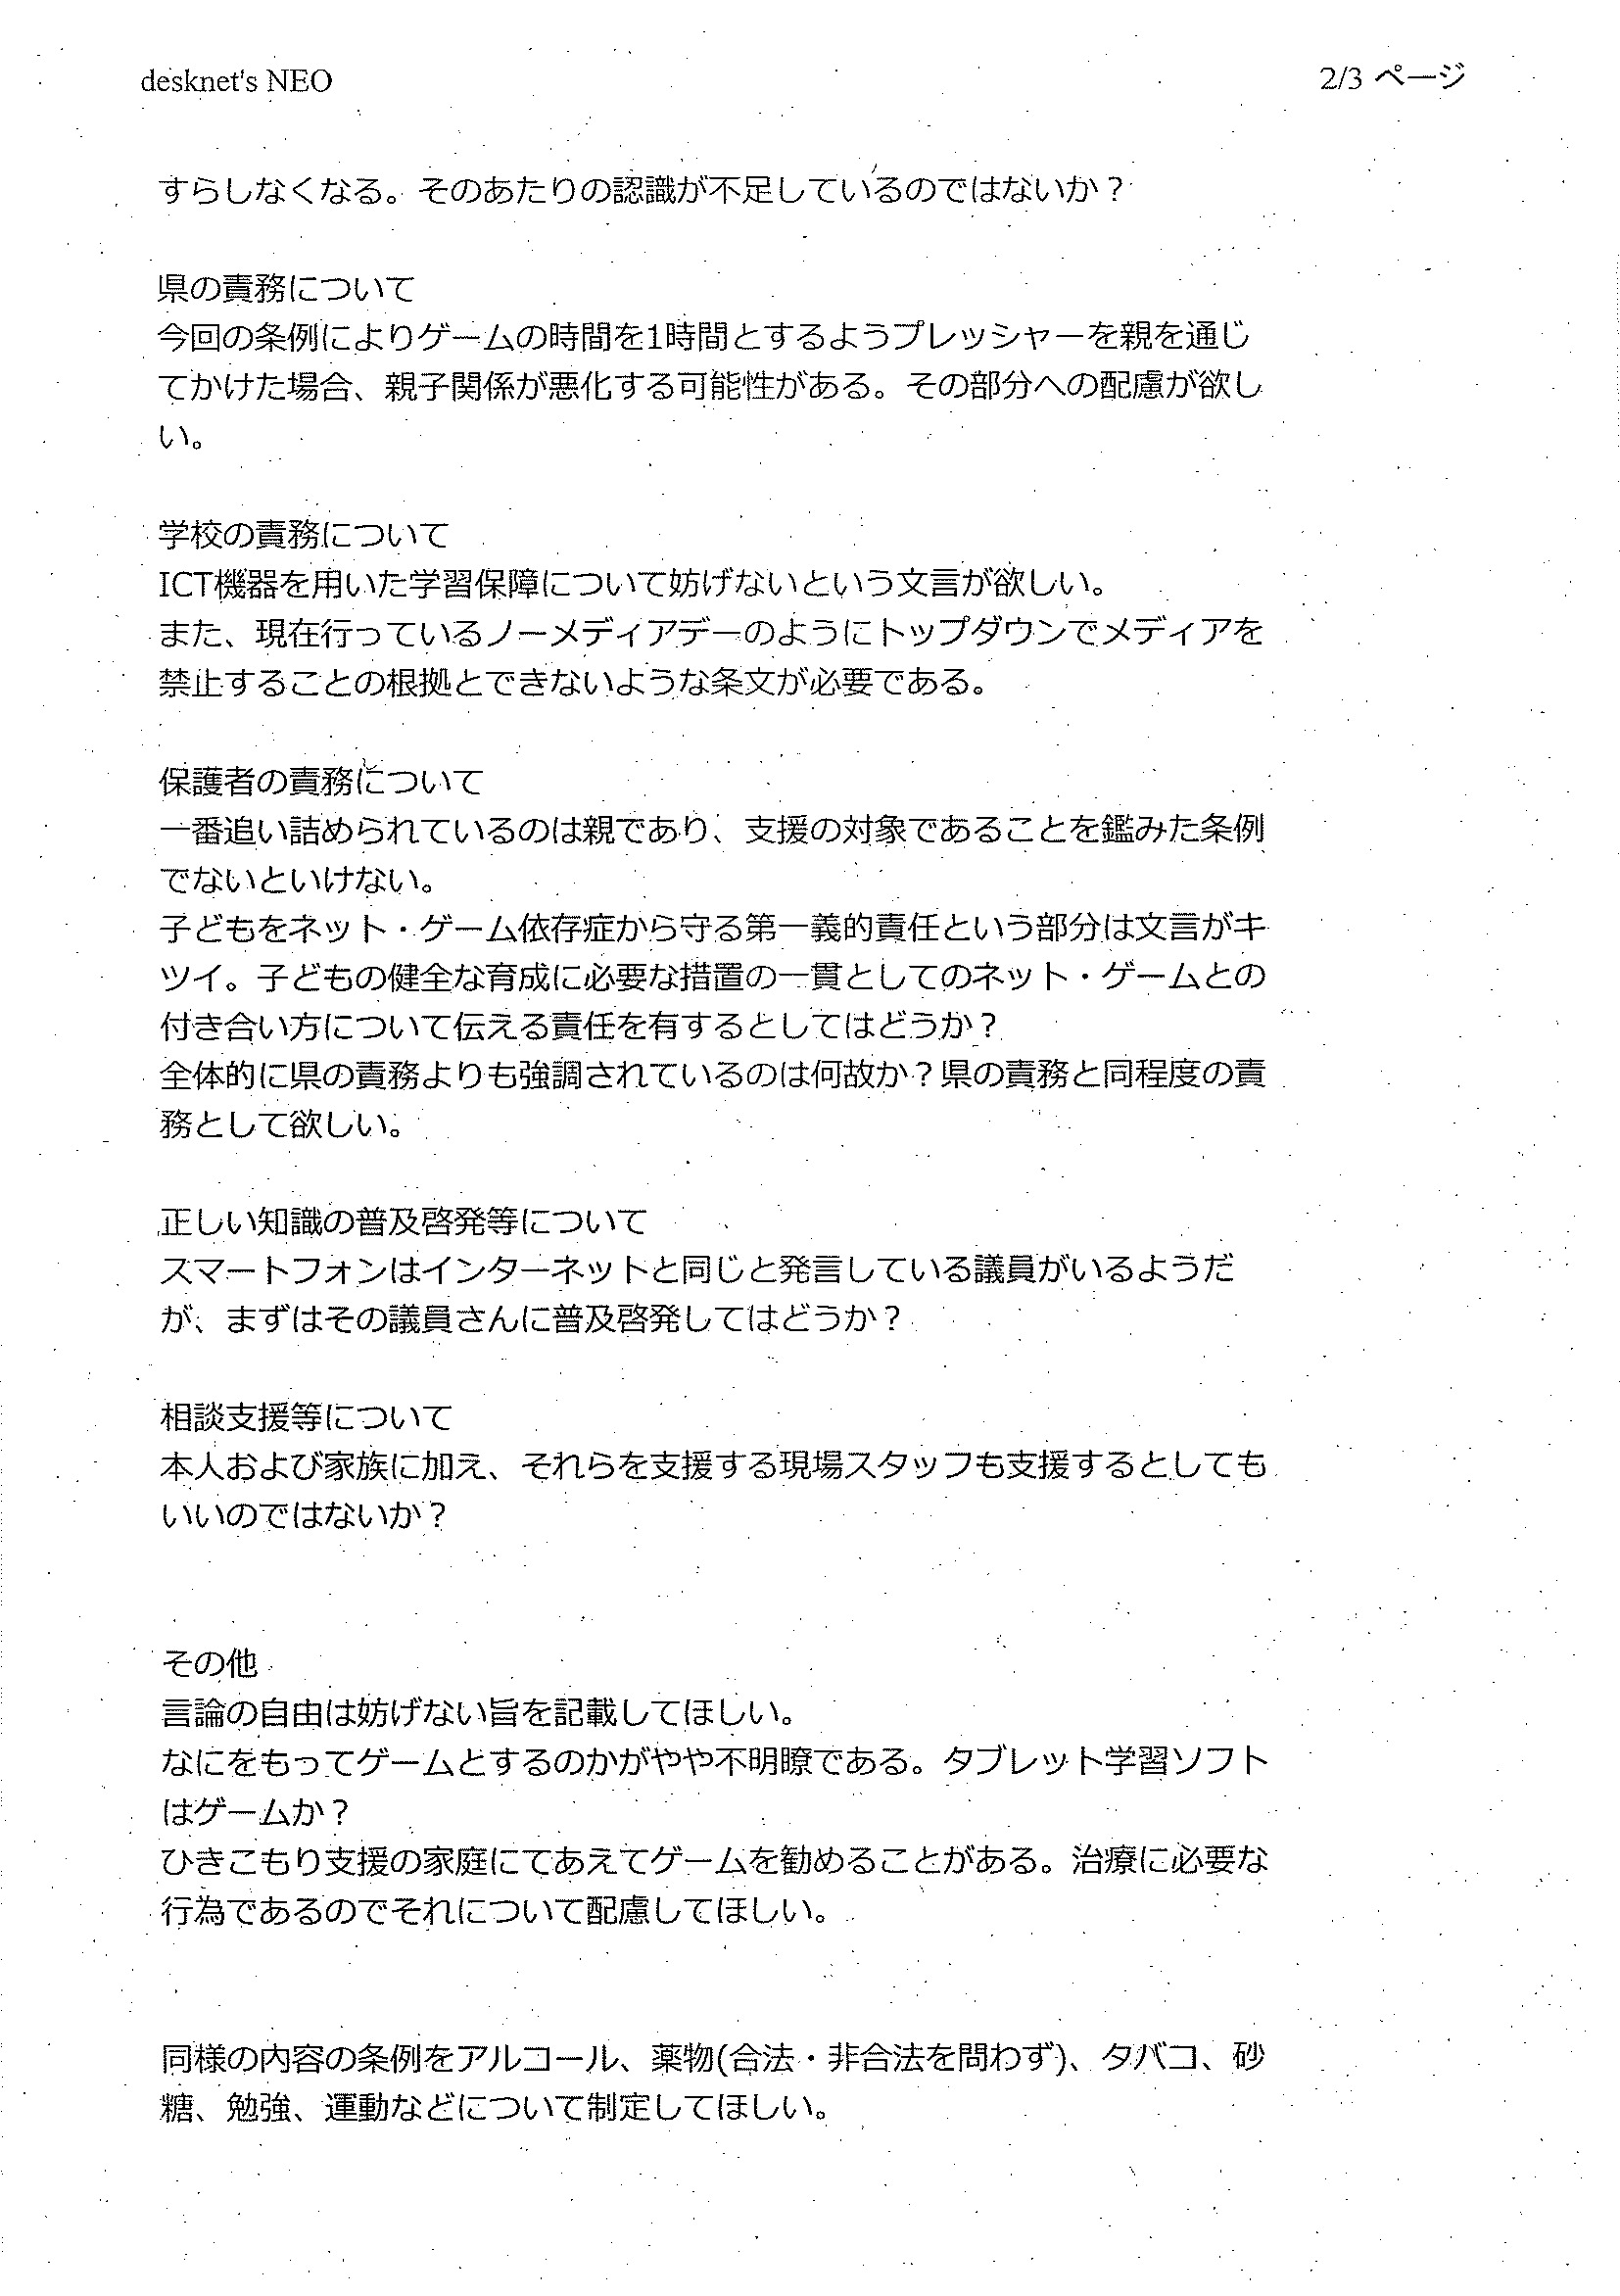 desknet's NEO
2/3 ページ
すらしなくなる。そのあたりの認識が不足しているのではないか？
県の責務について
今回の条例によりゲームの時間を1時間とするようプレッシャーを親を通じ
てかけた場合、親子関係が悪化する可能性がある。その部分への配慮が欲し
い。
学校の責務について
ICT機器を用いた学習保障について妨げないという文言が欲しい。
また、現在行っているノーメディアデーのようにトップダウンでメディアを
禁止することの根拠とできないような条文が必要である。
保護者の責務について
一番追い詰められているのは親であり、支援の対象であることを鑑みた条例
でないといけない。
子どもをネット・ゲーム依存症から守る第一義的責任という部分は文言がキ
ツイ。子どもの健全な育成に必要な措置の一貫としてのネット・ゲームとの
付き合い方について伝える責任を有するとしてはどうか？
全体的に県の責務よりも強調されているのは何故か？県の責務と同程度の責
務として欲しい。
正しい知識の普及啓発等について
スマートフォンはインターネットと同じと発言している議員がいるようだ
が、まずはその議員さんに普及啓発してはどうか？
相談支援等について
本人および家族に加え、それらを支援する現場スタッフも支援するとしても
いいのではないか？
その他
言論の自由は妨げない旨を記載してほしい。
なにをもってゲームとするのかがやや不明瞭である。タブレット学習ソフト
はゲームか？
ひきこもり支援の家庭にてあえてゲームを勧めることがある。治療に必要な
行為であるのでそれについて配慮してほしい。
同様の内容の条例をアルコール、薬物(合法・非合法を問わず)、タバコ、砂
糖、勉強、運動などについて制定してほしい。